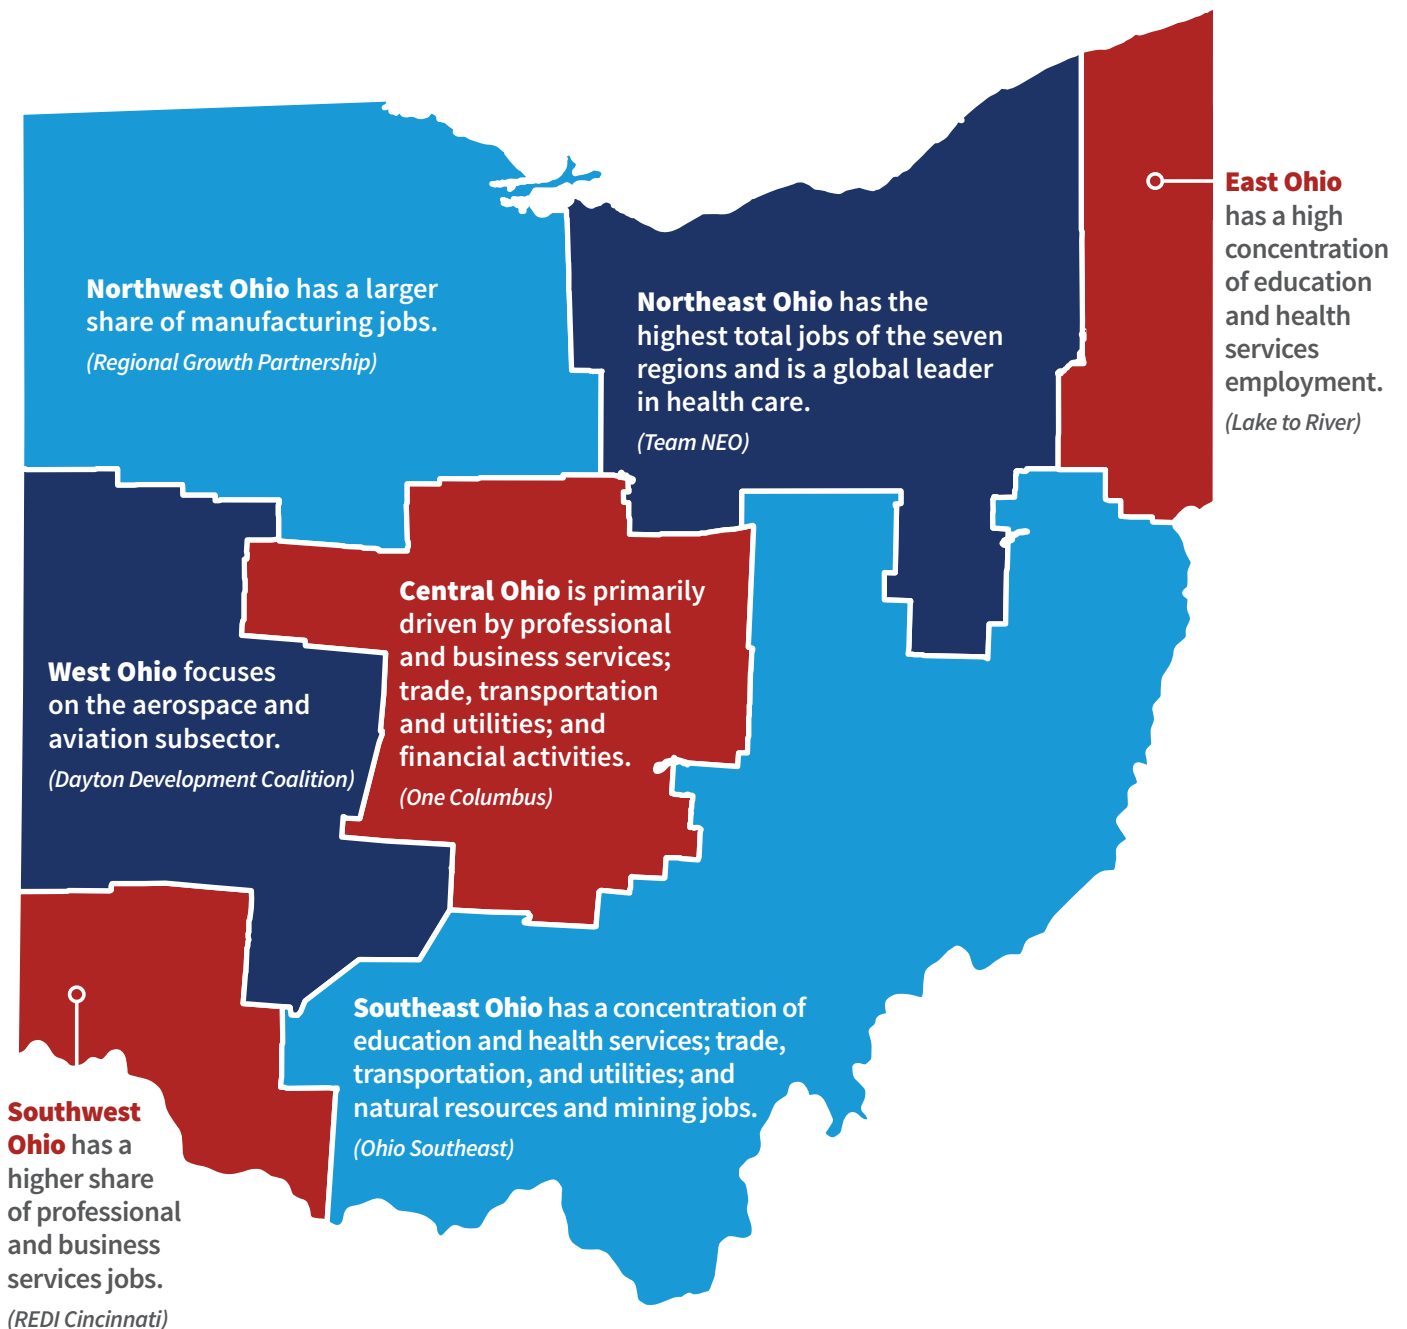 East Ohio
has a high
concentration
of education
and health
services
employment.
(Lake to River)
Northwest Ohio has a larger
share of manufacturing jobs.
(Regional Growth Partnership)
Northeast Ohio has the
highest total jobs of the seven
regions and is a global leader
in health care.
(Team NEO)
Central Ohio is primarily
driven by professional
and business services;
trade, transportation
and utilities; and
financial activities.
(One Columbus)
West Ohio focuses
on the aerospace and
aviation subsector.
(Dayton Development Coalition)
Southeast Ohio has a concentration of
education and health services; trade,
transportation, and utilities; and
natural resources and mining jobs.
(Ohio Southeast)
Southwest
Ohio has a
higher share
of professional
and business
services jobs.
(REDI Cincinnati)